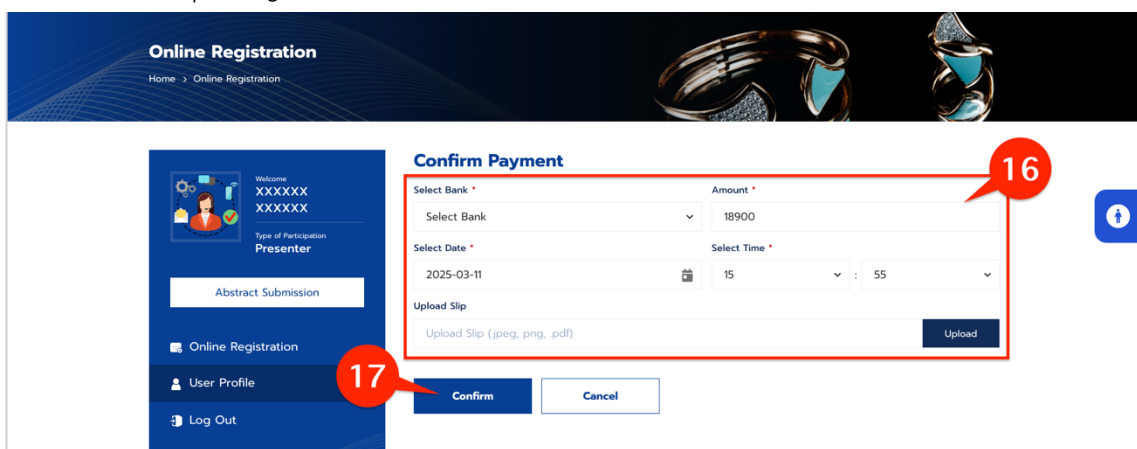 Online Registration
Home > Online Registration
Welcome
XXXXXX
XXXXXX
Type of Participation
Presenter
Abstract Submission
Online Registration
User Profile
Log Out
Confirm Payment
16
Select Bank *
Amount *
Select Bank
18900
Select Date *
Select Time *
2025-03-11
15 : 55
Upload Slip
Upload Slip (.jpeg, png, .pdf)
Upload
17
Confirm
Cancel